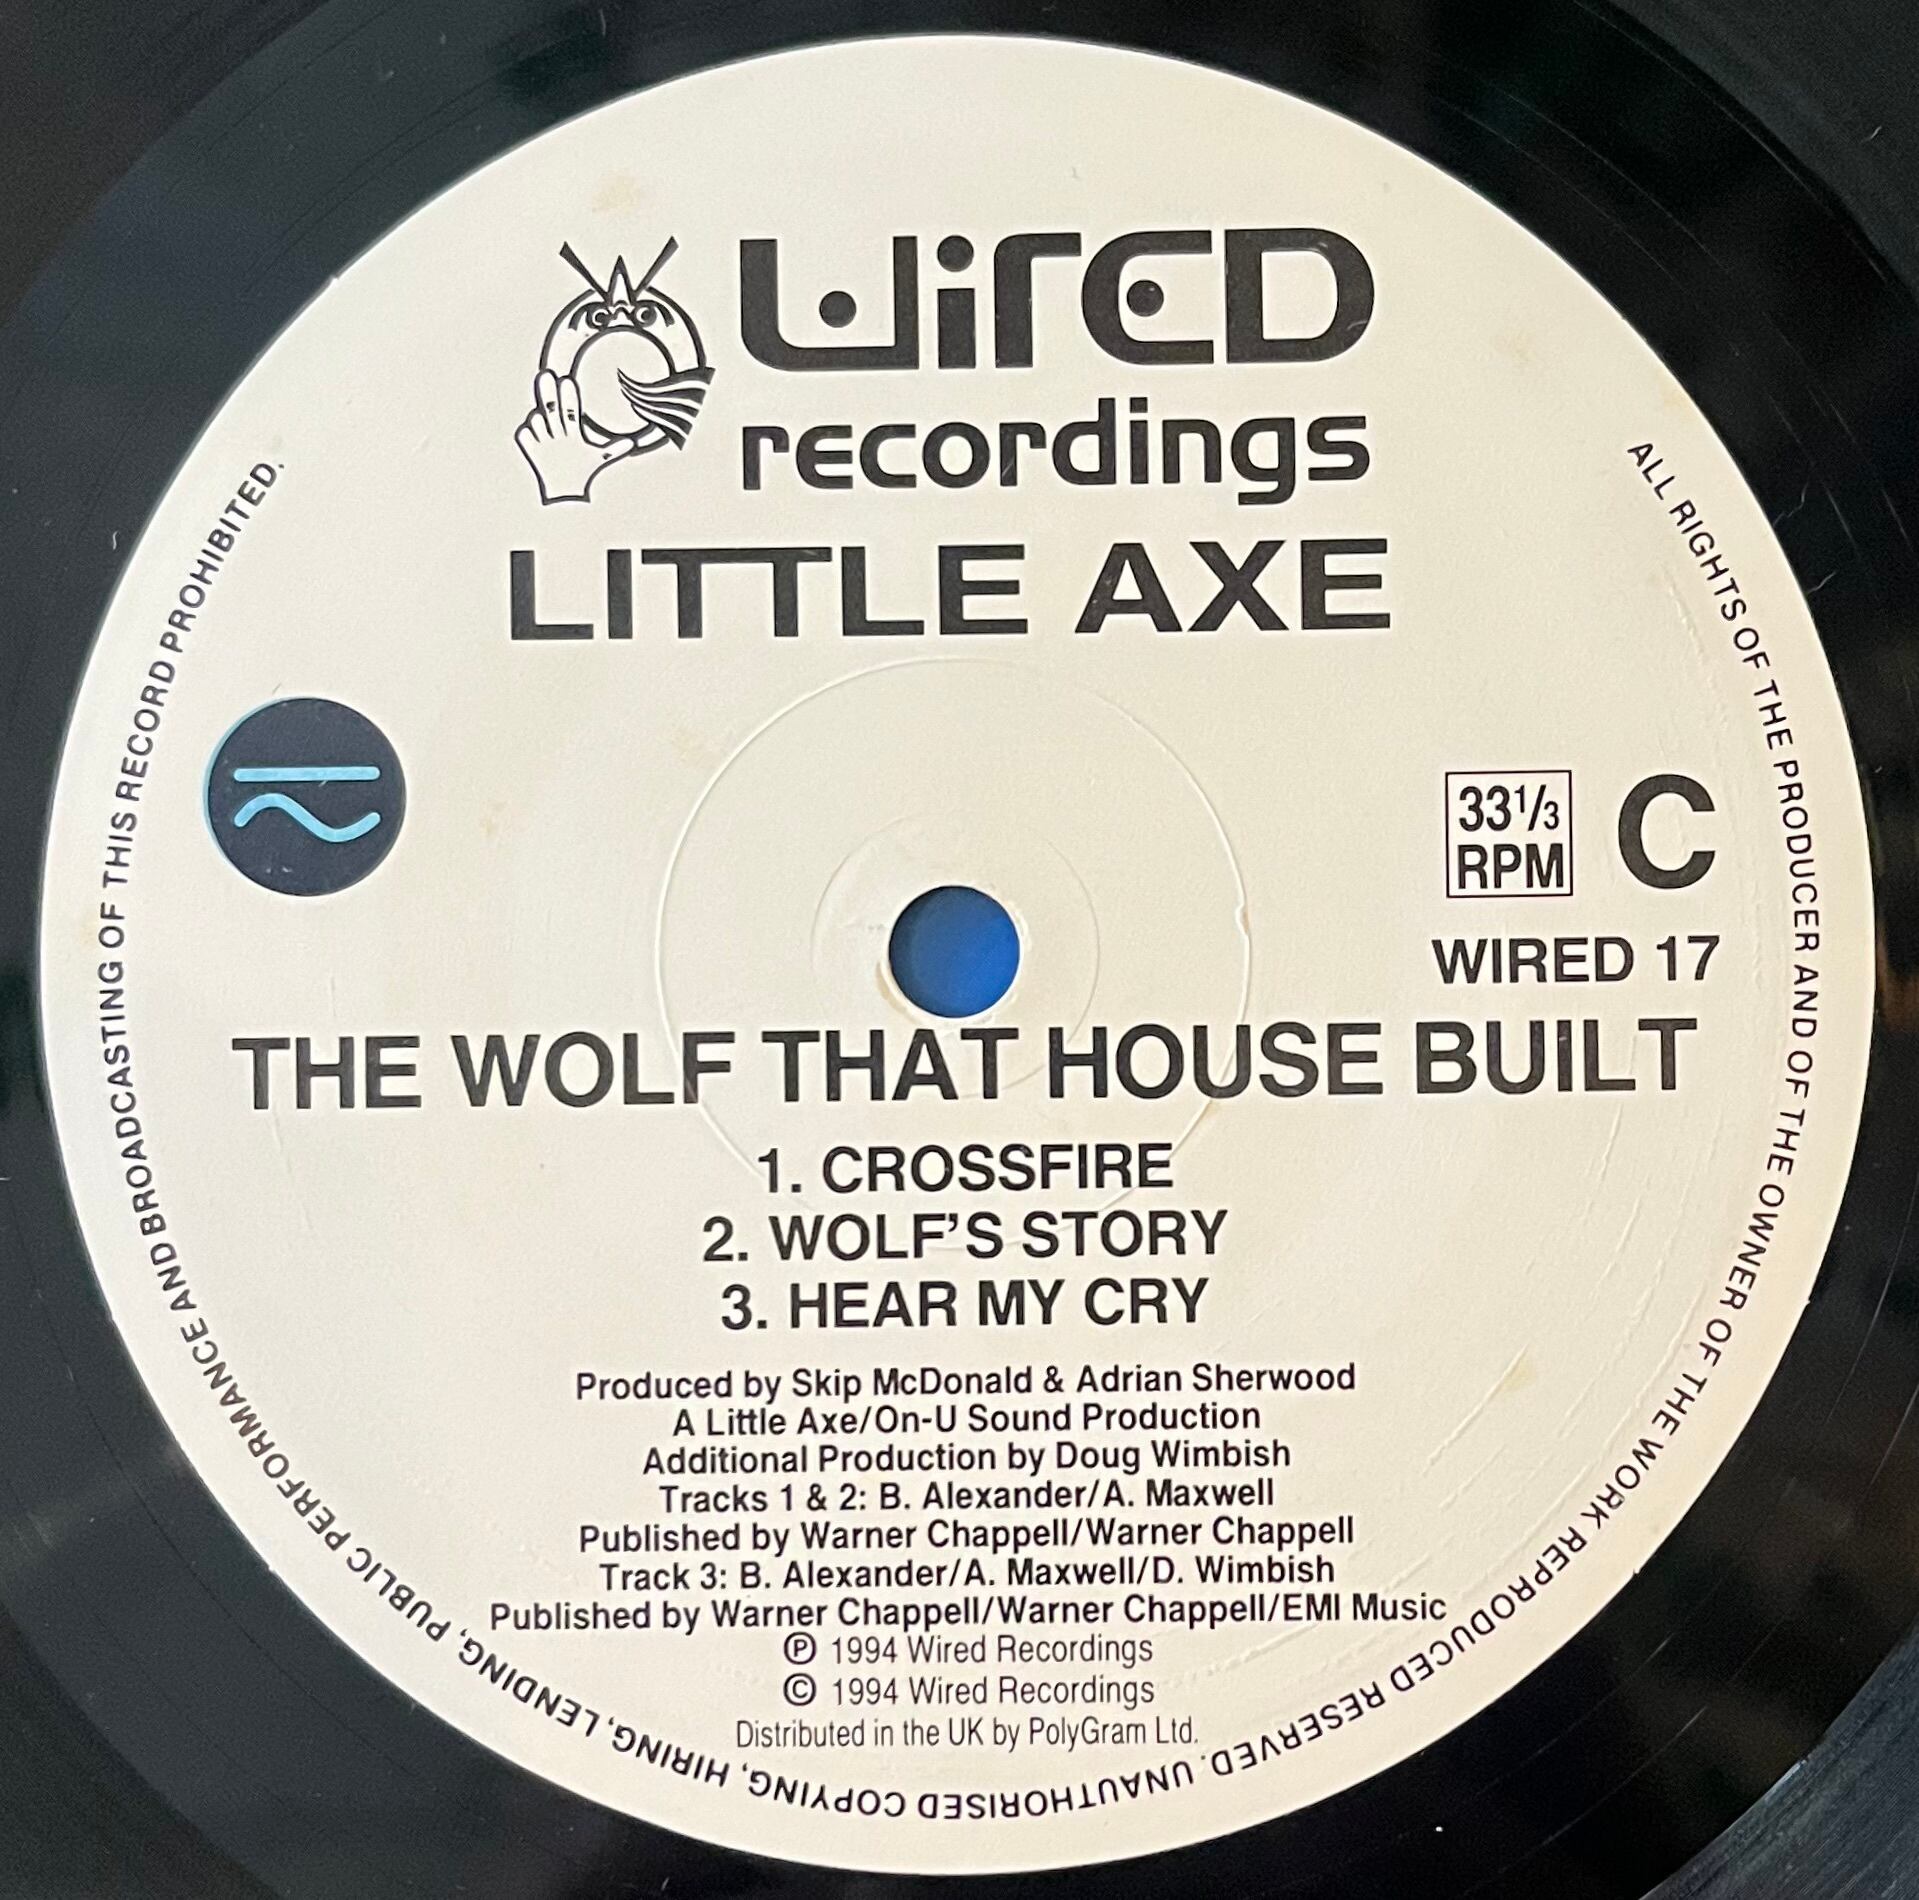 WIRED
recordings
LITTLE AXE
33 1/3
RPM
C
WIRED 17
THE WOLF THAT HOUSE BUILT
1. CROSSFIRE
2. WOLF'S STORY
3. HEAR MY CRY
Produced by Skip McDonald & Adrian Sherwood
A Little Axe/On-U Sound Production
Additional Production by Doug Wimbish
Tracks 1 & 2: B. Alexander/A. Maxwell
Published by Warner Chappell/Warner Chappell
Track 3: B. Alexander/A. Maxwell/D. Wimbish
Published by Warner Chappell/Warner Chappell/EMI Music
℗ 1994 Wired Recordings
© 1994 Wired Recordings
Distributed in the UK by PolyGram Ltd.
ALL RIGHTS OF THE PRODUCER AND OF THE OWNER OF THE WORK REPRODUCED RESERVED. UNAUTHORISED COPYING, HIRING, LENDING, PUBLIC PERFORMANCE AND BROADCASTING OF THIS RECORD PROHIBITED.